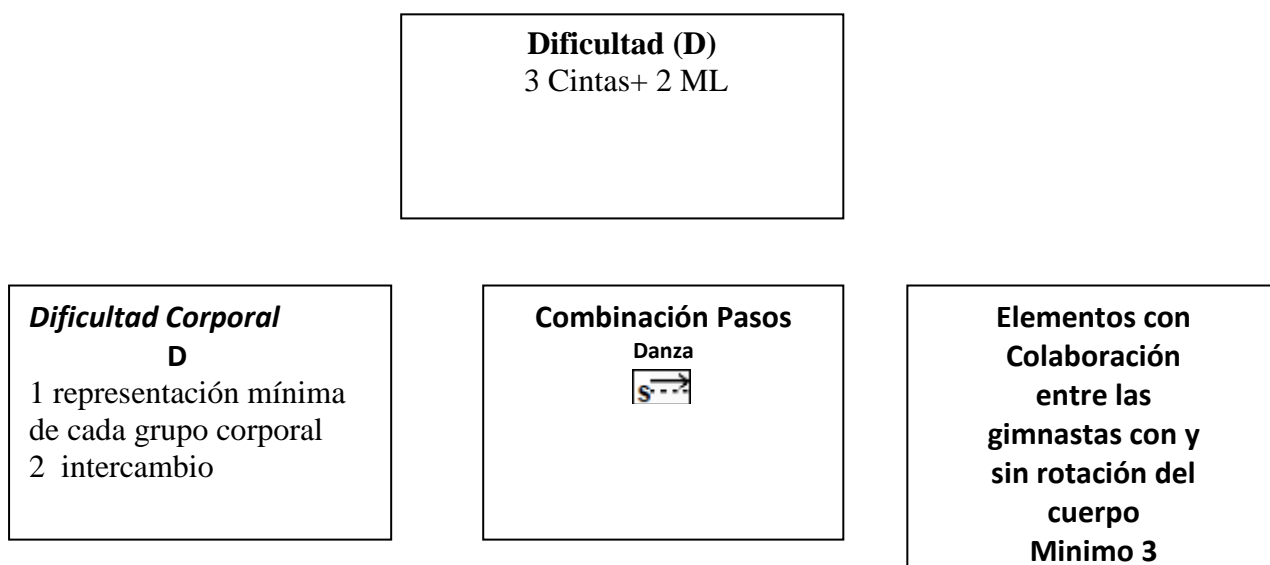 Dificultad (D)
3 Cintas+ 2 ML
Dificultad Corporal
D
1 representación mínima
de cada grupo corporal
2 intercambio
Combinación Pasos
Danza
S
Elementos con
Colaboración
entre las
gimnastas con y
sin rotación del
cuerpo
Minimo 3